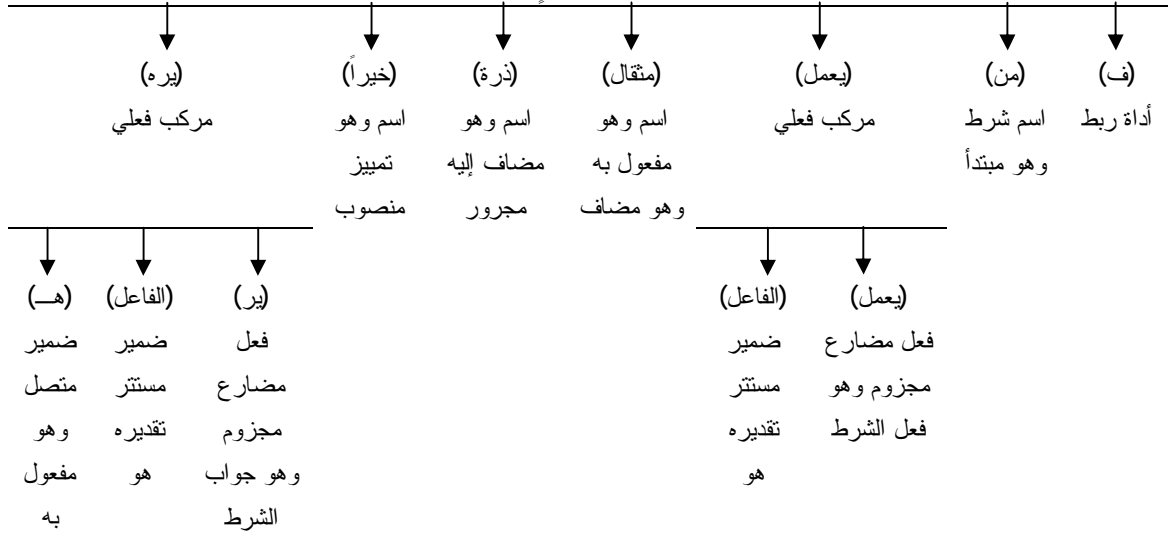 (ف) (من) (يعمل) (مثقال) (ذرة) (خيراً) (يره)
أداة ربط اسم شرط مركب فعلي اسم وهو اسم وهو اسم وهو مركب فعلي
وهو مبتدأ مفعول به مضاف إليه تمييز
وهو مضاف مجرور منصوب
(يعمل) (الفاعل) (ير) (الفاعل) (هـ)
فعل مضارع ضمير فعل ضمير ضمير
مجزوم وهو مستتر مضارع مستتر متصل
فعل الشرط تقديره مجزوم تقديره وهو
هو وهو جواب هو مفعول
الشرط به